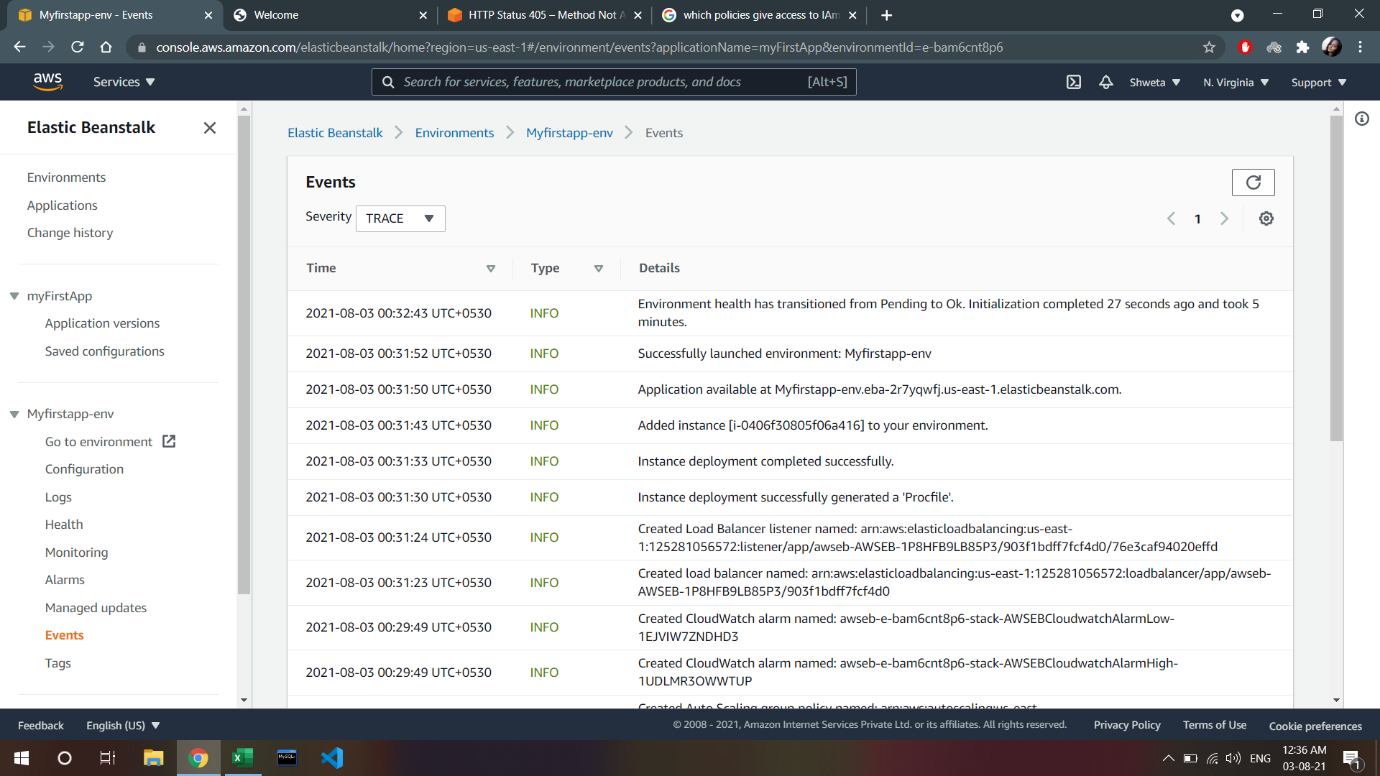 Myfirstapp-env - Events
Welcome
HTTP Status 405 – Method Not A
which policies give access to IAm
console.aws.amazon.com/elasticbeanstalk/home?region=us-east-1#/environment/events?applicationName=myFirstApp&environmentId=e-bam6cnt8p6
aws
Services
Search for services, features, marketplace products, and docs
[Alt+S]
Shweta
N. Virginia
Support
Elastic Beanstalk
Environments
Applications
Change history
myFirstApp
Application versions
Saved configurations
Myfirstapp-env
Go to environment
Configuration
Logs
Health
Monitoring
Alarms
Managed updates
Events
Tags
Elastic Beanstalk
Environments
Myfirstapp-env
Events
Events
Severity
TRACE
1
Time
Type
Details
2021-08-03 00:32:43 UTC+0530
INFO
Environment health has transitioned from Pending to Ok. Initialization completed 27 seconds ago and took 5
minutes.
2021-08-03 00:31:52 UTC+0530
INFO
Successfully launched environment: Myfirstapp-env
2021-08-03 00:31:50 UTC+0530
INFO
Application available at Myfirstapp-env.eba-2r7yqwfj.us-east-1.elasticbeanstalk.com.
2021-08-03 00:31:43 UTC+0530
INFO
Added instance [i-0406f30805f06a416] to your environment.
2021-08-03 00:31:33 UTC+0530
INFO
Instance deployment completed successfully.
2021-08-03 00:31:30 UTC+0530
INFO
Instance deployment successfully generated a 'Procfile'.
2021-08-03 00:31:24 UTC+0530
INFO
Created Load Balancer listener named: arn:aws:elasticloadbalancing:us-east-
1:125281056572:listener/app/awseb-AWSEB-1P8HFB9LB85P3/903f1bdff7fcf4d0/76e3caf94020effd
2021-08-03 00:31:23 UTC+0530
INFO
Created load balancer named: arn:aws:elasticloadbalancing:us-east-1:125281056572:loadbalancer/app/awseb-
AWSEB-1P8HFB9LB85P3/903f1bdff7fcf4d0
2021-08-03 00:29:49 UTC+0530
INFO
Created CloudWatch alarm named: awseb-e-bam6cnt8p6-stack-AWSEBCloudwatchAlarmLow-
1EJVIW7ZNDHD3
2021-08-03 00:29:49 UTC+0530
INFO
Created CloudWatch alarm named: awseb-e-bam6cnt8p6-stack-AWSEBCloudwatchAlarmHigh-
1UDLMR3OWWTUP
Created Auto Scaling group policy named: arn:aws:autoscaling:us-east-
Feedback
English (US)
© 2008 - 2021, Amazon Internet Services Private Ltd. or its affiliates. All rights reserved.
Privacy Policy
Terms of Use
Cookie preferences
MySQL
ENG
12:36 AM
03-08-21
1